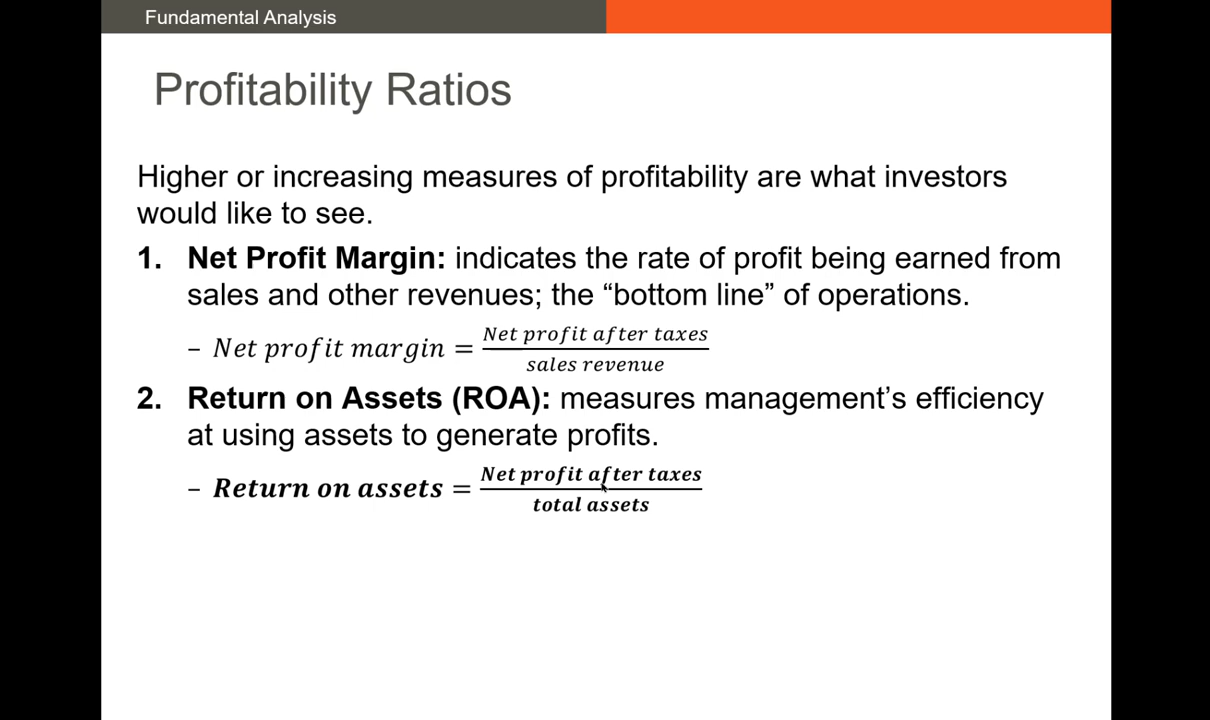 Fundamental Analysis
Profitability Ratios
Higher or increasing measures of profitability are what investors
would like to see.
1. Net Profit Margin: indicates the rate of profit being earned from
sales and other revenues; the “bottom line” of operations.
– Net profit margin = Net profit after taxes / sales revenue
2. Return on Assets (ROA): measures management’s efficiency
at using assets to generate profits.
– Return on assets = Net profit after taxes / total assets